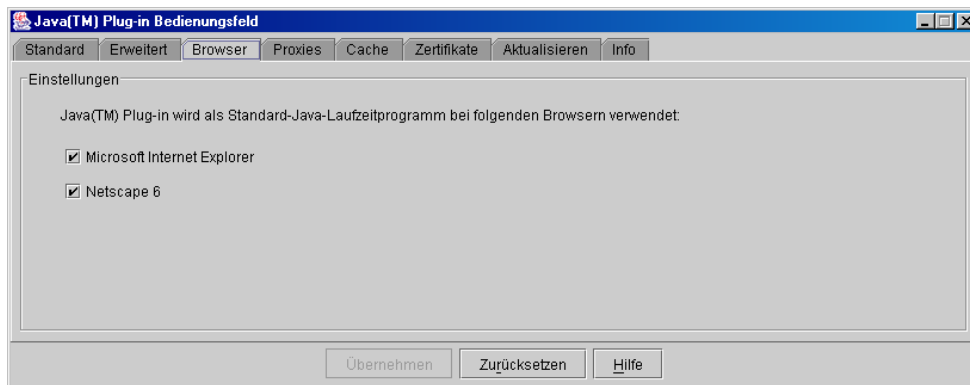 Java(TM) Plug-in Bedienungsfeld
Standard Erweitert Browser Proxies Cache Zertifikate Aktualisieren Info
Einstellungen
Java(TM) Plug-in wird als Standard-Java-Laufzeitprogramm bei folgenden Browsern verwendet:
Microsoft Internet Explorer
Netscape 6
Übernehmen Zurücksetzen Hilfe